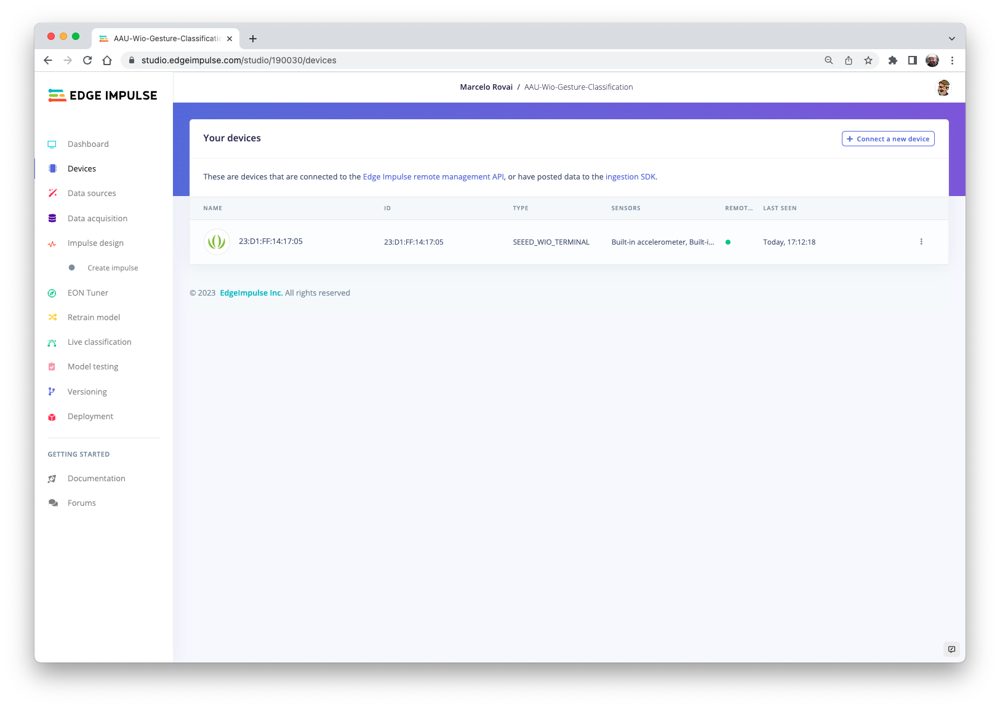 AAU-Wio-Gesture-Classificatic
studio.edgeimpulse.com/studio/190030/devices
EDGE IMPULSE
Marcelo Rovai / AAU-Wio-Gesture-Classification
Dashboard
Devices
Data sources
Data acquisition
Impulse design
Create impulse
EON Tuner
Retrain model
Live classification
Model testing
Versioning
Deployment
GETTING STARTED
Documentation
Forums
Your devices
+ Connect a new device
These are devices that are connected to the Edge Impulse remote management API, or have posted data to the ingestion SDK.
NAME ID TYPE SENSORS REMOT... LAST SEEN
23:D1:FF:14:17:05 23:D1:FF:14:17:05 SEEED_WIO_TERMINAL Built-in accelerometer, Built-i... Today, 17:12:18
© 2023 EdgeImpulse Inc. All rights reserved